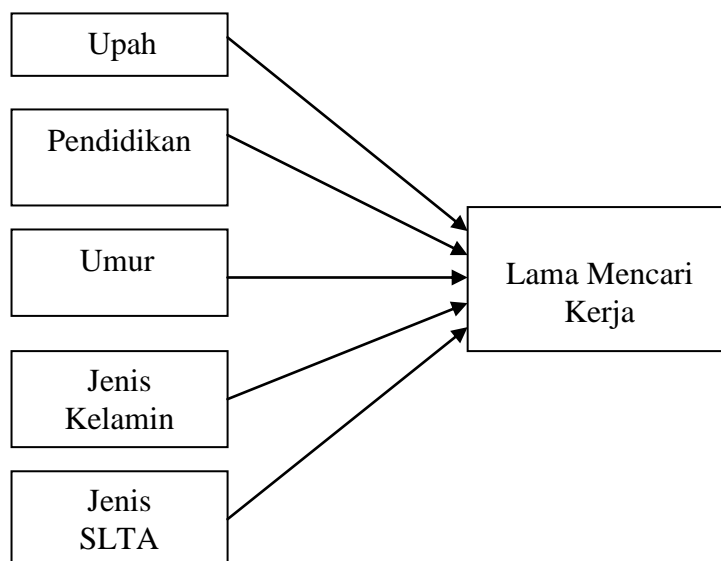 Upah
Pendidikan
Umur
Lama Mencari
Kerja
Jenis
Kelamin
Jenis
SLTA